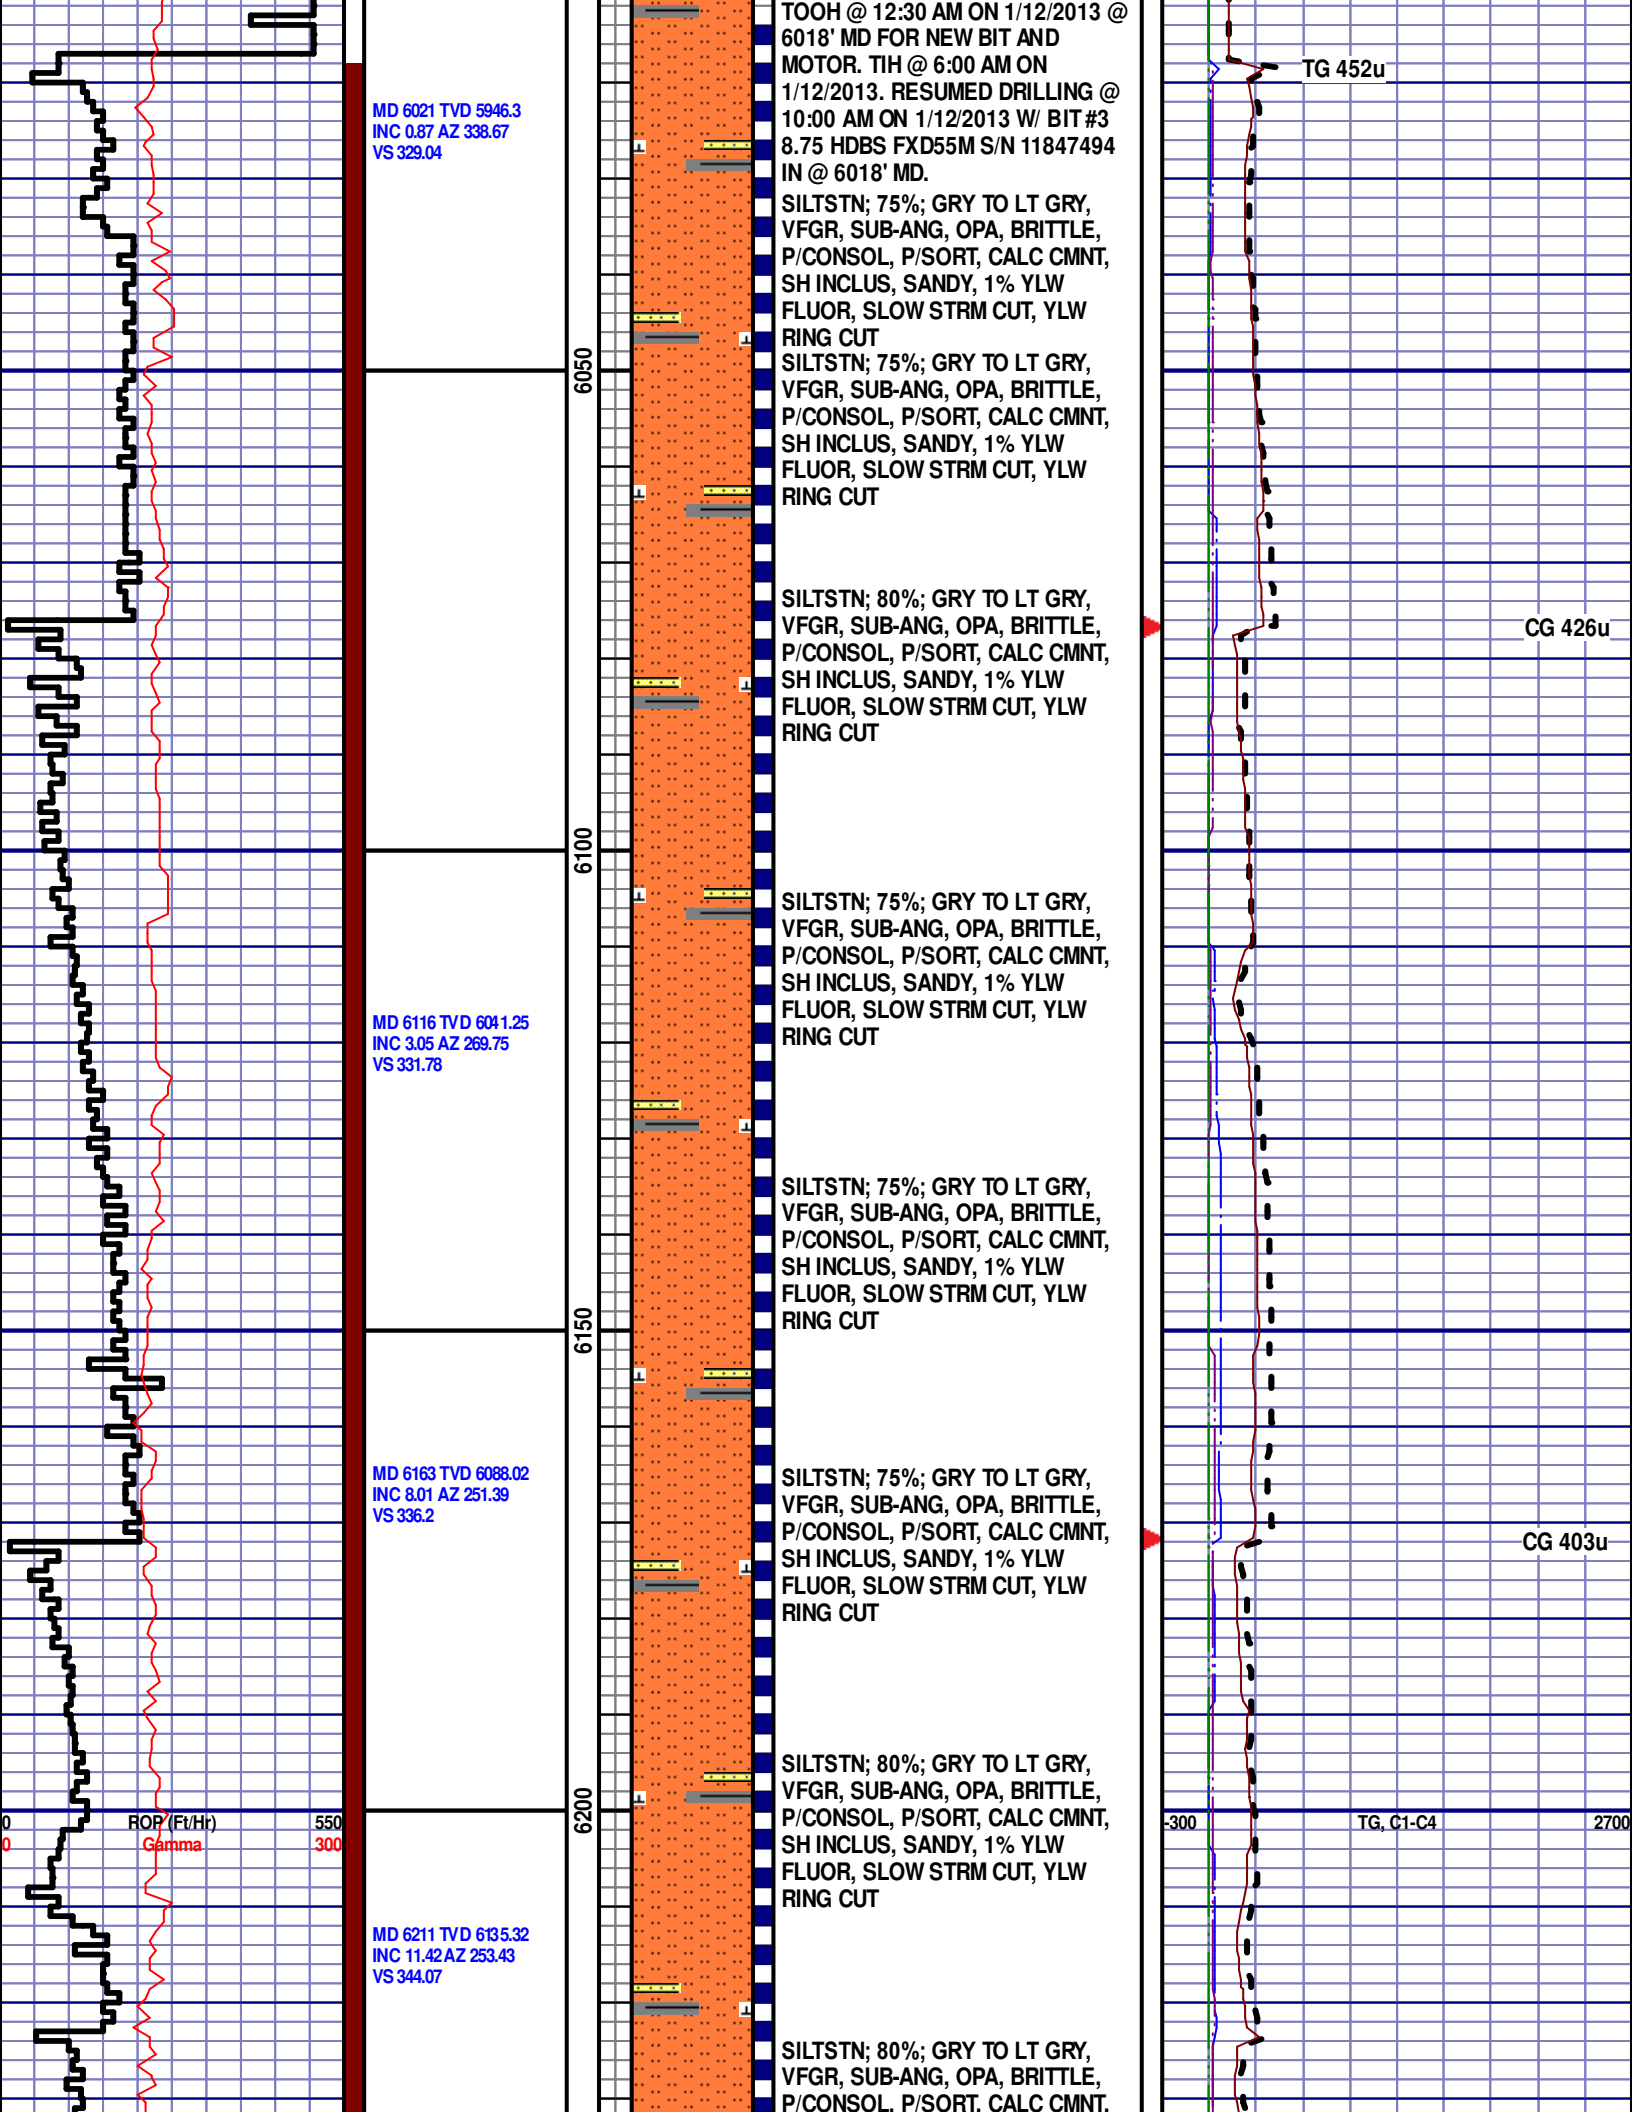 TOOH @ 12:30 AM ON 1/12/2013 @
6018' MD FOR NEW BIT AND
MOTOR. TIH @ 6:00 AM ON
1/12/2013. RESUMED DRILLING @
10:00 AM ON 1/12/2013 W/ BIT #3
8.75 HDBS FXD55M S/N 11847494
IN @ 6018' MD.
TG 452u
MD 6021 TVD 5946.3
INC 0.87 AZ 338.67
VS 329.04
SILTSTN; 75%; GRY TO LT GRY,
VFGR, SUB-ANG, OPA, BRITTLE,
P/CONSOL, P/SORT, CALC CMNT,
SH INCLUS, SANDY, 1% YLW
FLUOR, SLOW STRM CUT, YLW
RING CUT
6050
SILTSTN; 75%; GRY TO LT GRY,
VFGR, SUB-ANG, OPA, BRITTLE,
P/CONSOL, P/SORT, CALC CMNT,
SH INCLUS, SANDY, 1% YLW
FLUOR, SLOW STRM CUT, YLW
RING CUT
SILTSTN; 80%; GRY TO LT GRY,
VFGR, SUB-ANG, OPA, BRITTLE,
P/CONSOL, P/SORT, CALC CMNT,
SH INCLUS, SANDY, 1% YLW
FLUOR, SLOW STRM CUT, YLW
RING CUT
CG 426u
6100
SILTSTN; 75%; GRY TO LT GRY,
VFGR, SUB-ANG, OPA, BRITTLE,
P/CONSOL, P/SORT, CALC CMNT,
SH INCLUS, SANDY, 1% YLW
FLUOR, SLOW STRM CUT, YLW
RING CUT
MD 6116 TVD 6041.25
INC 3.05 AZ 269.75
VS 331.78
SILTSTN; 75%; GRY TO LT GRY,
VFGR, SUB-ANG, OPA, BRITTLE,
P/CONSOL, P/SORT, CALC CMNT,
SH INCLUS, SANDY, 1% YLW
FLUOR, SLOW STRM CUT, YLW
RING CUT
6150
MD 6163 TVD 6088.02
INC 8.01 AZ 251.39
VS 336.2
SILTSTN; 75%; GRY TO LT GRY,
VFGR, SUB-ANG, OPA, BRITTLE,
P/CONSOL, P/SORT, CALC CMNT,
SH INCLUS, SANDY, 1% YLW
FLUOR, SLOW STRM CUT, YLW
RING CUT
CG 403u
SILTSTN; 80%; GRY TO LT GRY,
VFGR, SUB-ANG, OPA, BRITTLE,
P/CONSOL, P/SORT, CALC CMNT,
SH INCLUS, SANDY, 1% YLW
FLUOR, SLOW STRM CUT, YLW
RING CUT
6200
0 ROP (Ft/Hr) 550
0 Gamma 300
-300 TG, C1-C4 2700
MD 6211 TVD 6135.32
INC 11.42 AZ 253.43
VS 344.07
SILTSTN; 80%; GRY TO LT GRY,
VFGR, SUB-ANG, OPA, BRITTLE,
P/CONSOL, P/SORT, CALC CMNT,